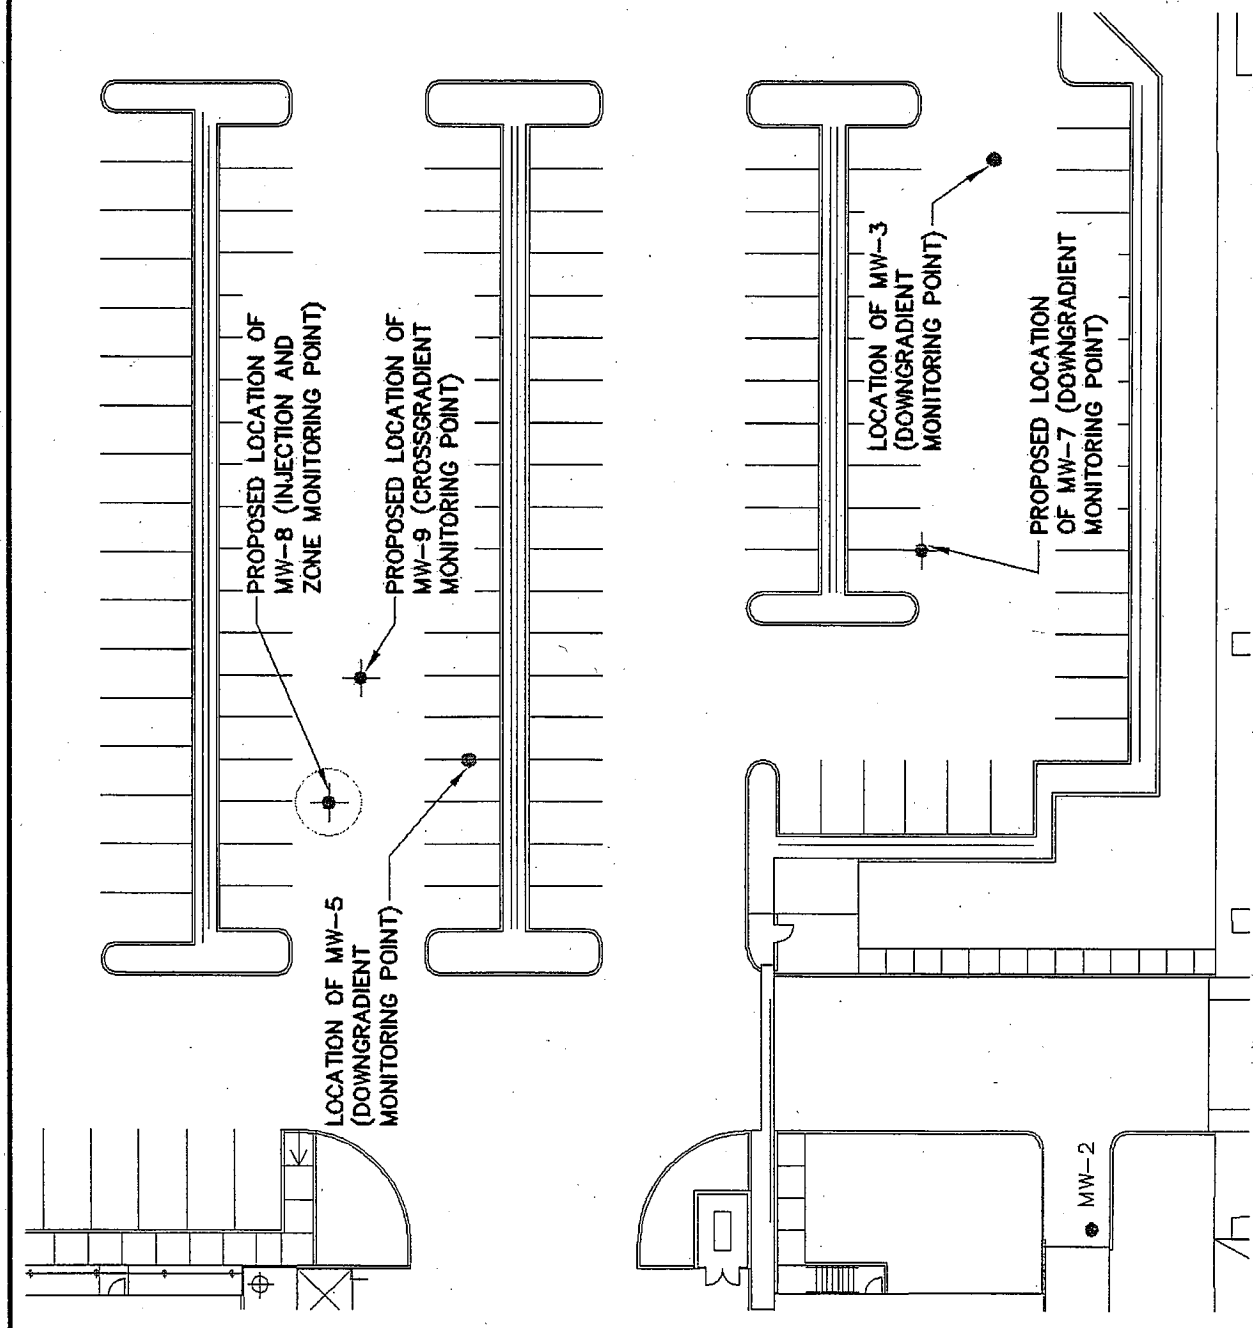 PROPOSED LOCATION OF
MW-8 (INJECTION AND
ZONE MONITORING POINT)
PROPOSED LOCATION OF
MW-9 (CROSSGRADIENT
MONITORING POINT)
LOCATION OF MW-5
(DOWNGRADIENT
MONITORING POINT)
LOCATION OF MW-3
(DOWNGRADIENT
MONITORING POINT)
PROPOSED LOCATION
OF MW-7 (DOWNGRADIENT
MONITORING POINT)
MW-2